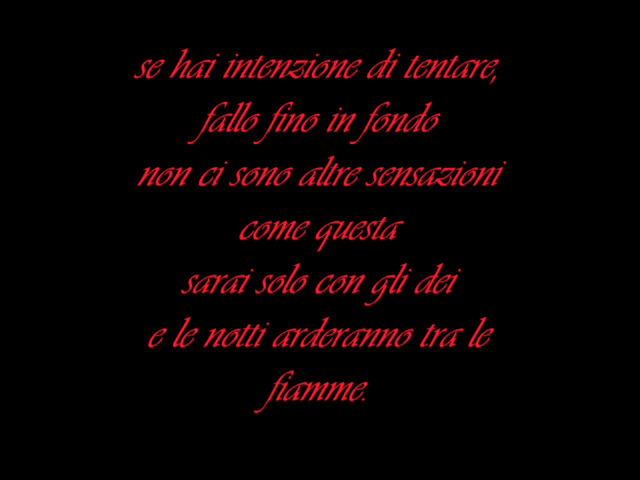 se hai intenzione di tentare,
fallo fino in fondo
non ci sono altre sensazioni
come questa
sarai solo con gli dei
e le notti arderanno tra le
fiamme.